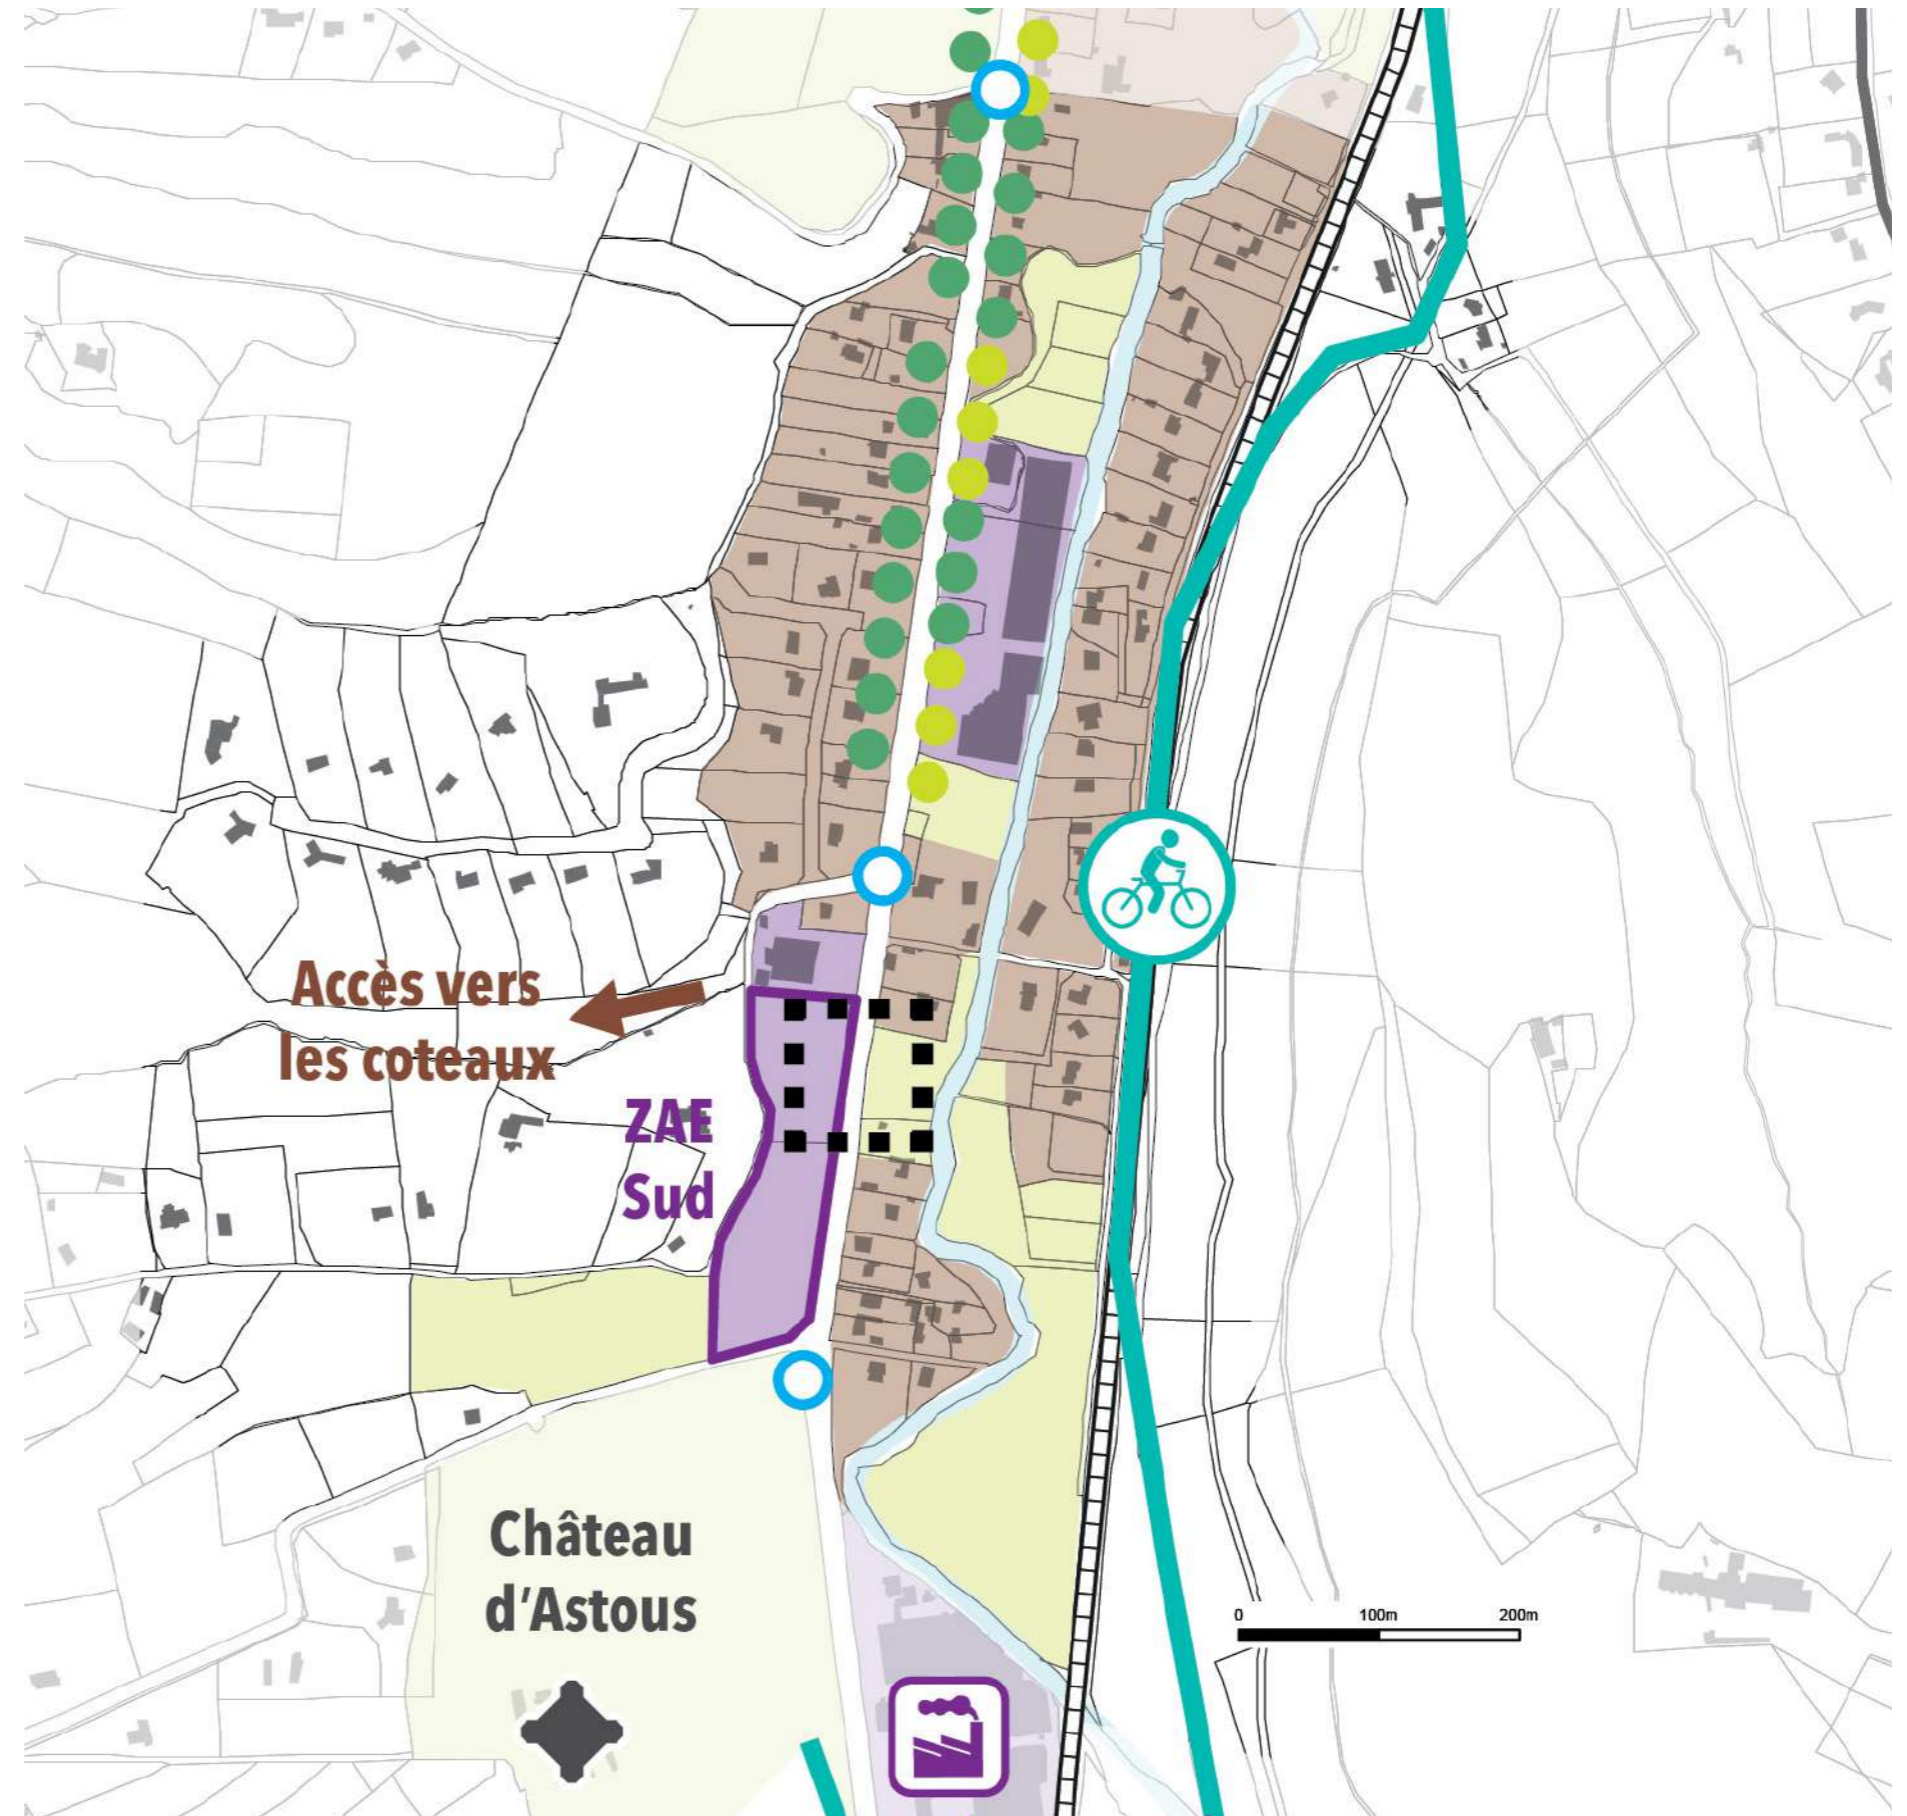 Accès vers
les coteaux
ZAE
Sud
Château
d'Astous
0 100m 200m